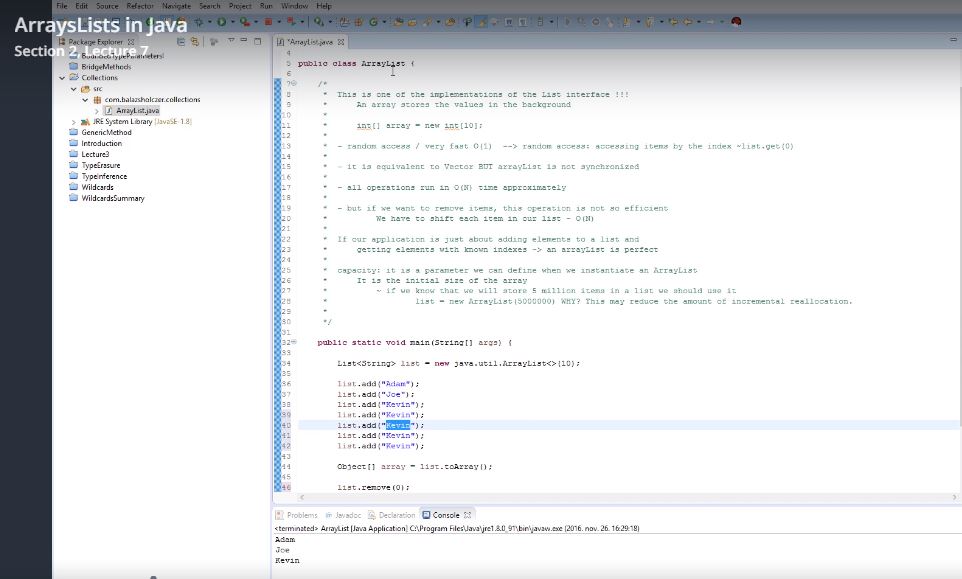 File Edit Source Refactor Navigate Search Project Run Window Help
ArraysLists in Java
Section 2, Lecture 7
Package Explorer
BridgeMethods
Collections
src
com.balazsholczer.collections
ArrayList.java
JRE System Library [JavaSE-1.8]
GenericMethod
Introduction
Lecture3
TypeErasure
TypeInference
Wildcards
WildcardsSummary
*ArrayList.java
4
5 public class ArrayList {
6
7 /*
8 * This is one of the implementations of the List interface !!!
9 * An array stores the values in the background
10 *
11 * int[] array = new int[10];
12 *
13 * - random access / very fast O(1) --> random access: accessing items by the index ~list.get(0)
14 *
15 * - it is equivalent to Vector BUT arrayList is not synchronized
16 *
17 * - all operations run in O(N) time approximately
18 *
19 * - but if we want to remove items, this operation is not so efficient
20 * We have to shift each item in our list - O(N)
21 *
22 * If our application is just about adding elements to a list and
23 * getting elements with known indexes -> an arrayList is perfect
24 *
25 * capacity: it is a parameter we can define when we instantiate an ArrayList
26 * It is the initial size of the array
27 * ~ if we know that we will store 5 million items in a list we should use it
28 * list = new ArrayList(5000000) WHY? This may reduce the amount of incremental reallocation.
29 *
30 */
31
32 public static void main(String[] args) {
33
34 List<String> list = new java.util.ArrayList<>(10);
35
36 list.add("Adam");
37 list.add("Joe");
38 list.add("Kevin");
39 list.add("Kevin");
40 list.add("Kevin");
41 list.add("Kevin");
42 list.add("Kevin");
43
44 Object[] array = list.toArray();
45
46 list.remove(0);
Problems Javadoc Declaration Console
<terminated> ArrayList [Java Application] C:\Program Files\Java\jre1.8.0_91\bin\javaw.exe (2016. nov. 26. 16:29:18)
Adam
Joe
Kevin